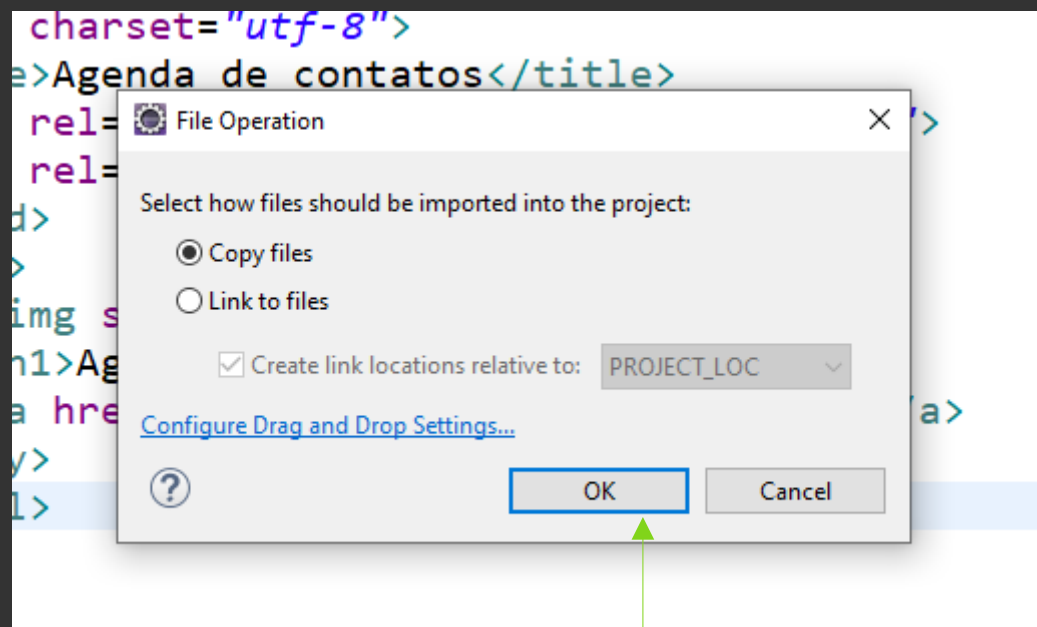 charset="utf-8">
e>Agenda de contatos</title>
rel=
File Operation
'>
rel=
Select how files should be imported into the project:
d>
Copy files
>
Link to files
img s
h1>Ag
Create link locations relative to: PROJECT_LOC
a hre
/a>
Configure Drag and Drop Settings...
y>
?
OK Cancel
l>